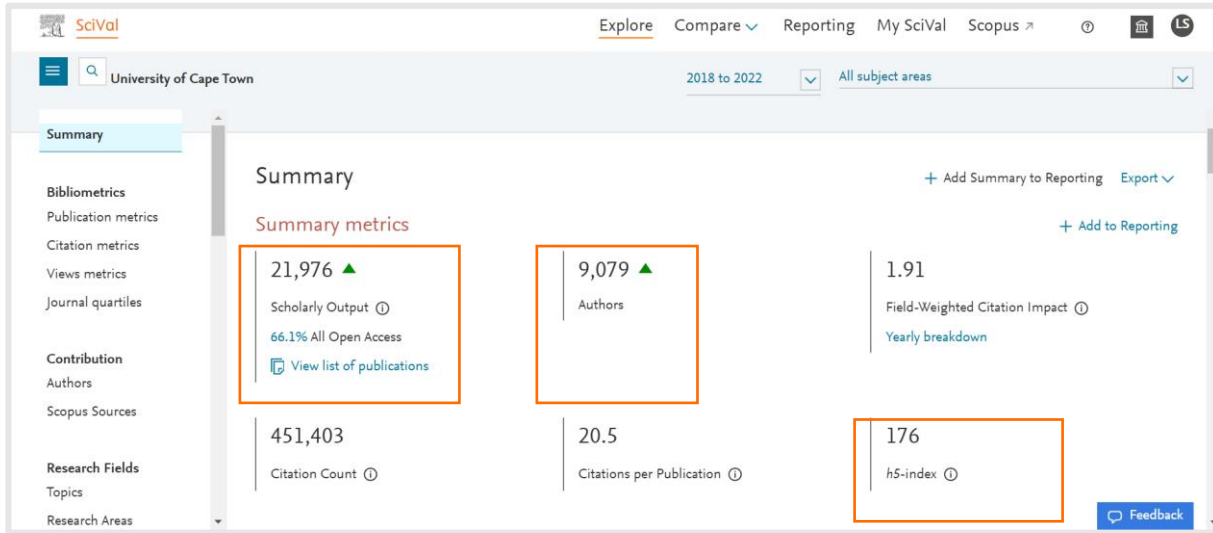 SciVal
Explore Compare Reporting My SciVal Scopus LS
University of Cape Town
2018 to 2022
All subject areas
Summary
Bibliometrics
Publication metrics
Citation metrics
Views metrics
Journal quartiles
Contribution
Authors
Scopus Sources
Research Fields
Topics
Research Areas
Summary
+ Add Summary to Reporting Export
Summary metrics
+ Add to Reporting
21,976
Scholarly Output
66.1% All Open Access
View list of publications
9,079
Authors
1.91
Field-Weighted Citation Impact
Yearly breakdown
451,403
Citation Count
20.5
Citations per Publication
176
h5-index
Feedback